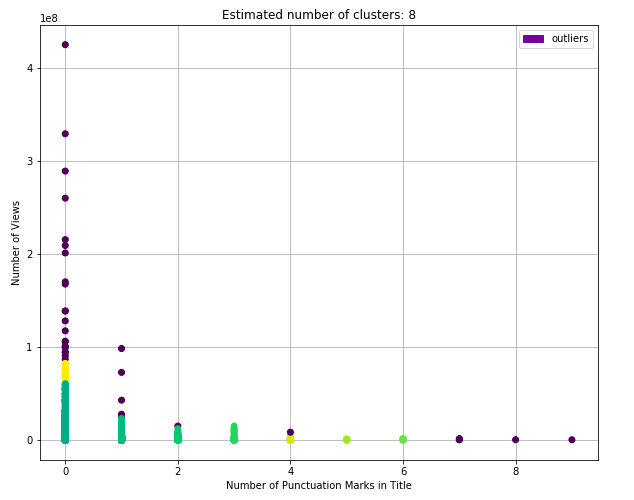 Estimated number of clusters: 8
1e8
outliers
4
3
2
1
0
Number of Views
0
2
4
6
8
Number of Punctuation Marks in Title